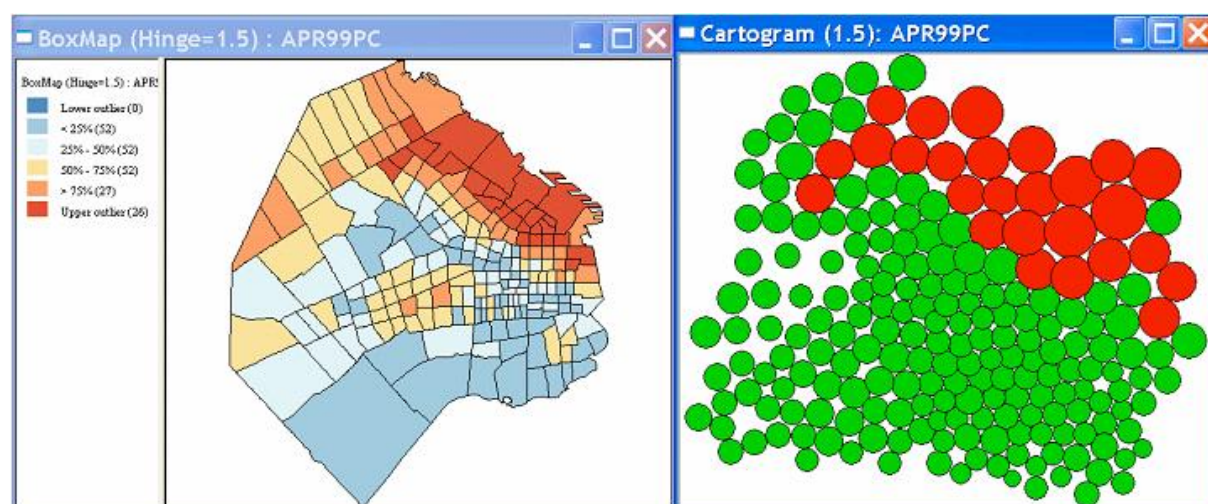 BoxMap (Hinge=1.5) : APR99PC
BoxMap (Hinge=1.5) : APR9
Lower outlier (0)
< 25% (52)
25% - 50% (52)
50% - 75% (52)
> 75% (27)
Upper outlier (26)
Cartogram (1.5): APR99PC